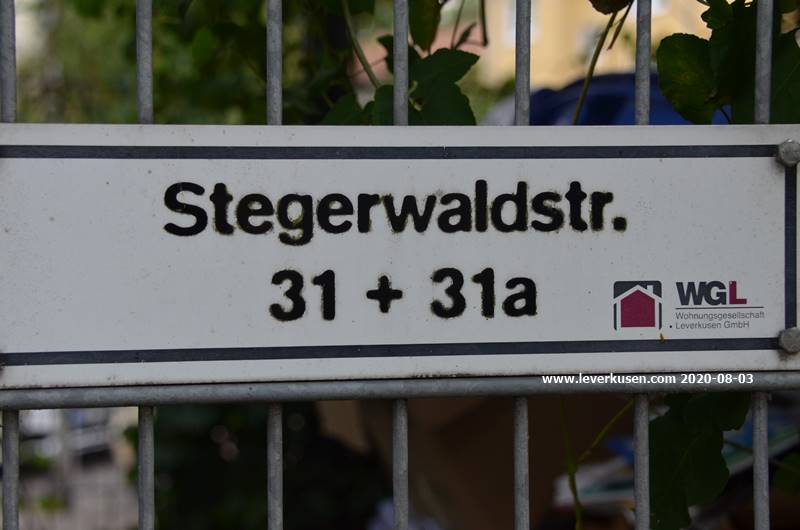 Stegerwaldstr.
31 + 31a
WGL
Wohnungsgesellschaft
Leverkusen GmbH
www.leverkusen.com 2020-08-03